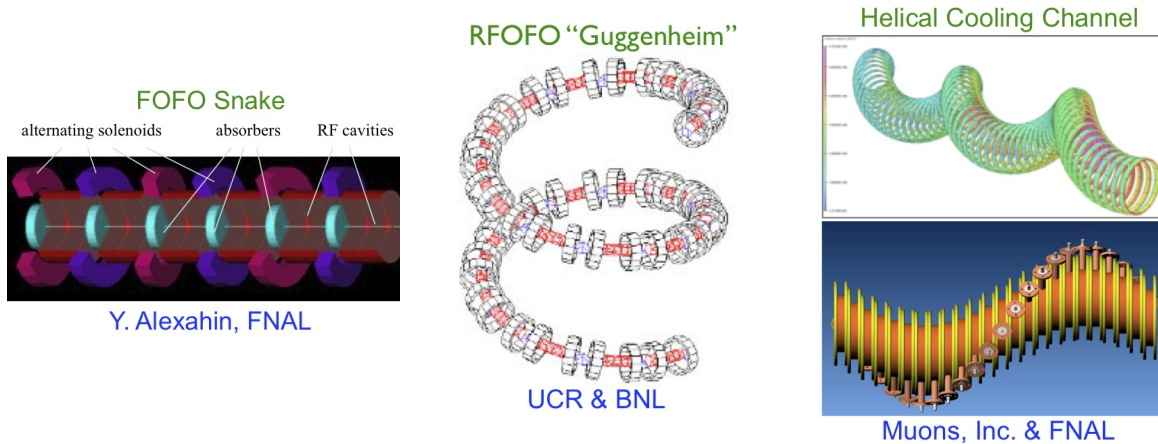 FOFO Snake
alternating solenoids absorbers RF cavities
Y. Alexahin, FNAL
RFOFO “Guggenheim”
UCR & BNL
Helical Cooling Channel
Muons, Inc. & FNAL